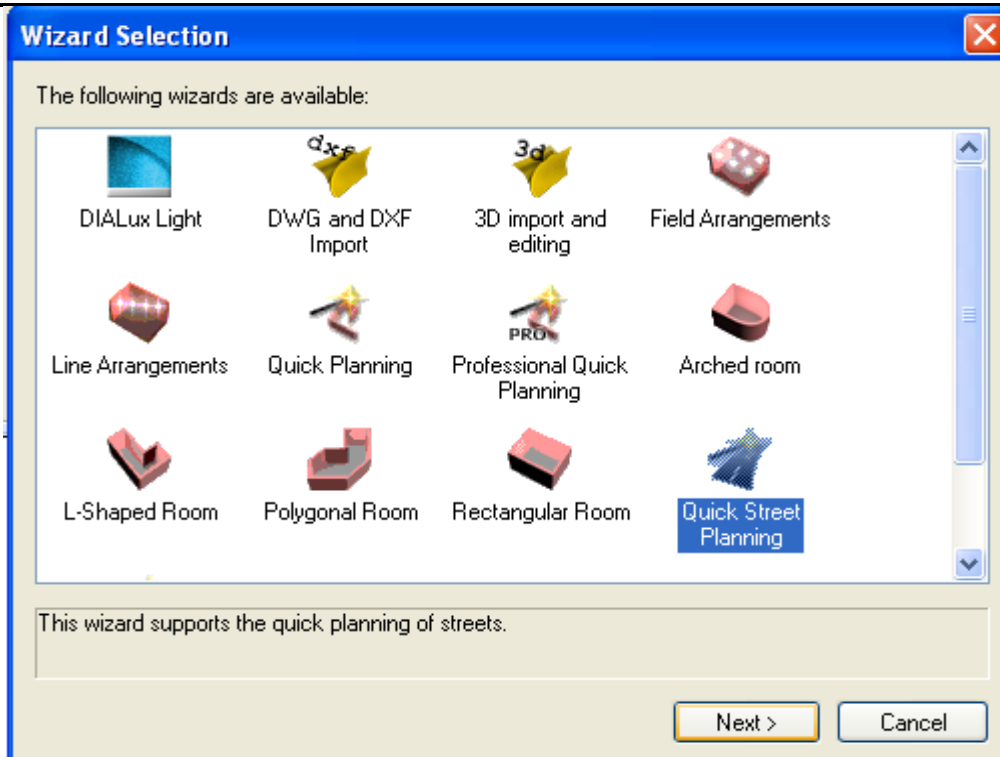 Wizard Selection
The following wizards are available:
dxf
3d
DIALux Light
DWG and DXF
Import
3D import and
editing
Field Arrangements
PRO
Line Arrangements
Quick Planning
Professional Quick
Planning
Arched room
L-Shaped Room
Polygonal Room
Rectangular Room
Quick Street
Planning
This wizard supports the quick planning of streets.
Next >
Cancel